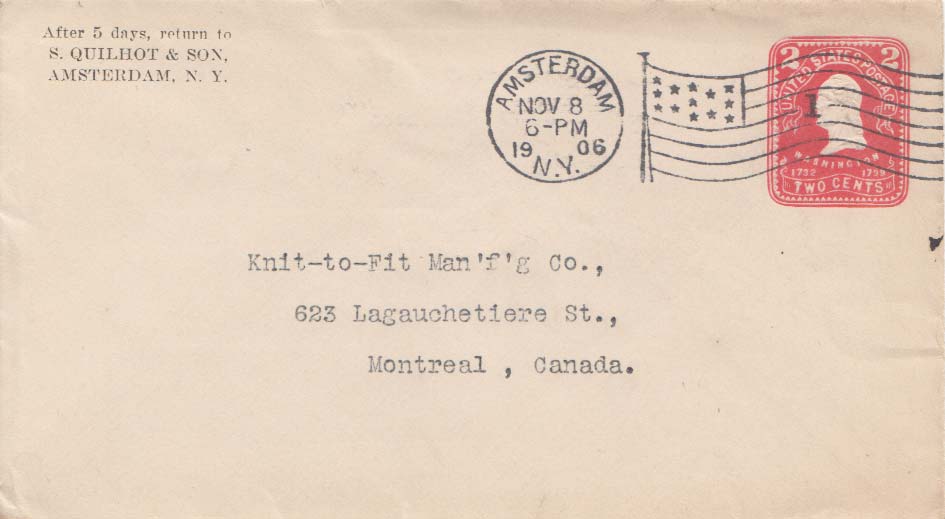 After 5 days, return to
S. QUILHOT & SON,
AMSTERDAM, N. Y.
AMSTERDAM
NOV 8
6-PM
19 06
N.Y.
1
2 2
UNITED STATES POSTAGE
WASHINGTON
1732 1799
TWO CENTS
Knit-to-Fit Man'f'g Co.,
623 Lagauchetiere St.,
Montreal , Canada.